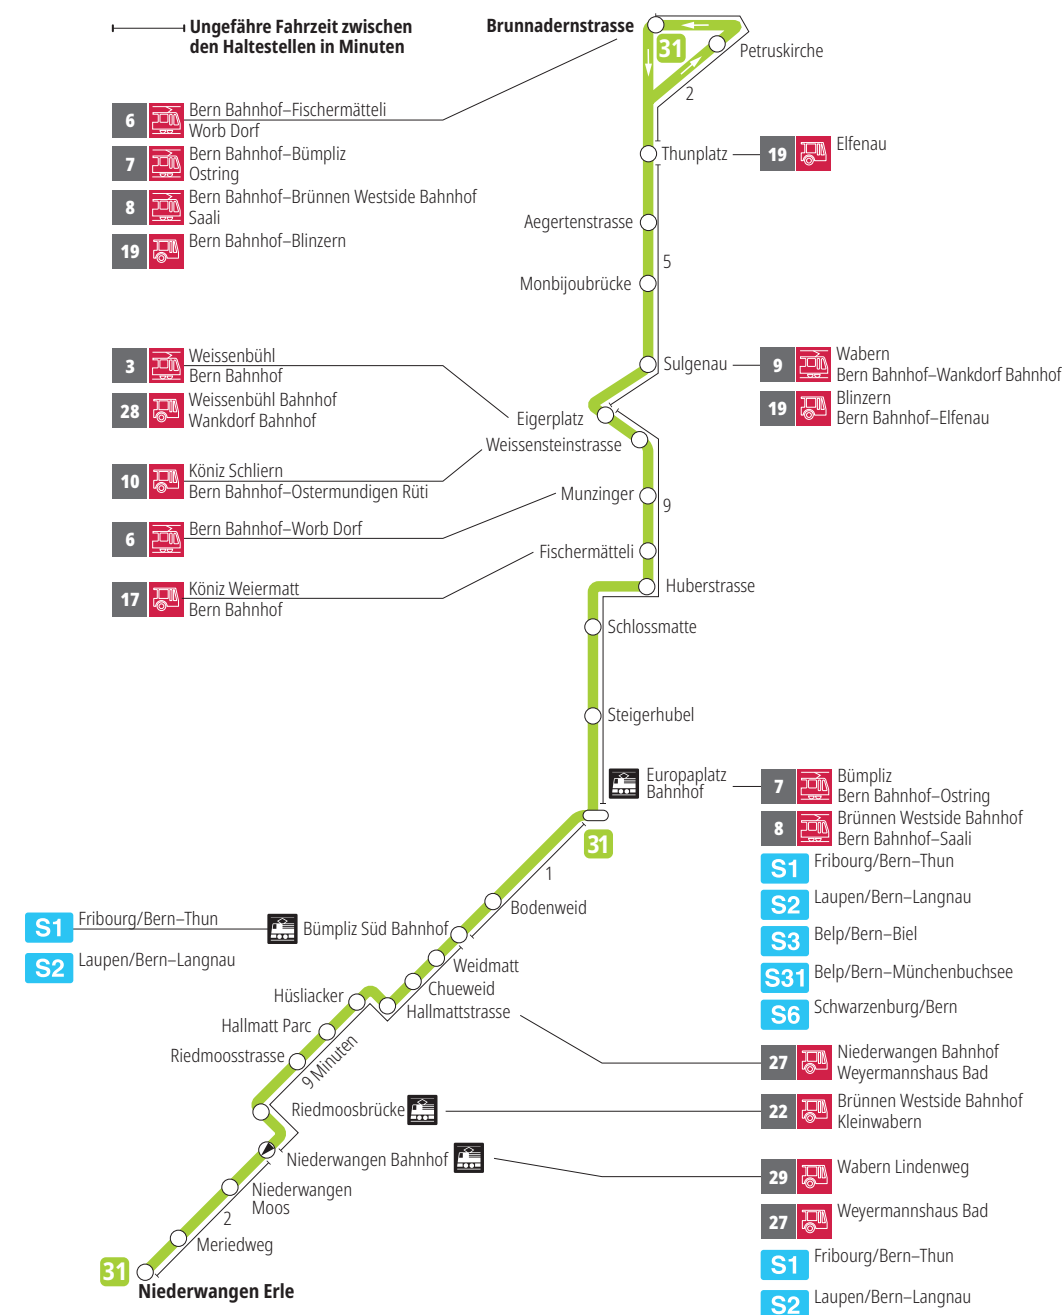 Ungefähre Fahrzeit zwischen
den Haltestellen in Minuten
Brunnadernstrasse
31
Petruskirche
2
6
Bern Bahnhof–Fischermätteli
Worb Dorf
7
Bern Bahnhof–Bümpliz
Ostring
8
Bern Bahnhof–Brünnen Westside Bahnhof
Saali
19
Bern Bahnhof–Blinzern
Thunplatz
19
Elfenau
Aegertenstrasse
5
Monbijoubrücke
Sulgenau
9
Wabern
Bern Bahnhof–Wankdorf Bahnhof
19
Blinzern
Bern Bahnhof–Elfenau
3
Weissenbühl
Bern Bahnhof
28
Weissenbühl Bahnhof
Wankdorf Bahnhof
Eigerplatz
Weissensteinstrasse
10
Köniz Schliern
Bern Bahnhof–Ostermundigen Rüti
Munzinger
9
6
Bern Bahnhof–Worb Dorf
Fischermätteli
17
Köniz Weiermatt
Bern Bahnhof
Huberstrasse
Schlossmatte
Steigerhubel
Europaplatz
Bahnhof
7
Bümpliz
Bern Bahnhof–Ostring
8
Brünnen Westside Bahnhof
Bern Bahnhof–Saali
S1
Fribourg/Bern–Thun
S2
Laupen/Bern–Langnau
S3
Belp/Bern–Biel
S31
Belp/Bern–Münchenbuchsee
S6
Schwarzenburg/Bern
31
1
Bodenweid
S1
Fribourg/Bern–Thun
S2
Laupen/Bern–Langnau
Bümpliz Süd Bahnhof
Weidmatt
Chueweid
Hüsliacker
Hallmattstrasse
Hallmatt Parc
Riedmoosstrasse
9 Minuten
27
Niederwangen Bahnhof
Weyermannshaus Bad
Riedmoosbrücke
22
Brünnen Westside Bahnhof
Kleinwabern
Niederwangen Bahnhof
29
Wabern Lindenweg
27
Weyermannshaus Bad
S1
Fribourg/Bern–Thun
S2
Laupen/Bern–Langnau
Niederwangen
Moos
2
Meriedweg
31
Niederwangen Erle